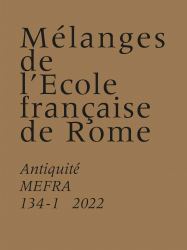 Mélanges
de
l'Ecole
française
de Rome
Antiquité
MEFRA
134-1 2022